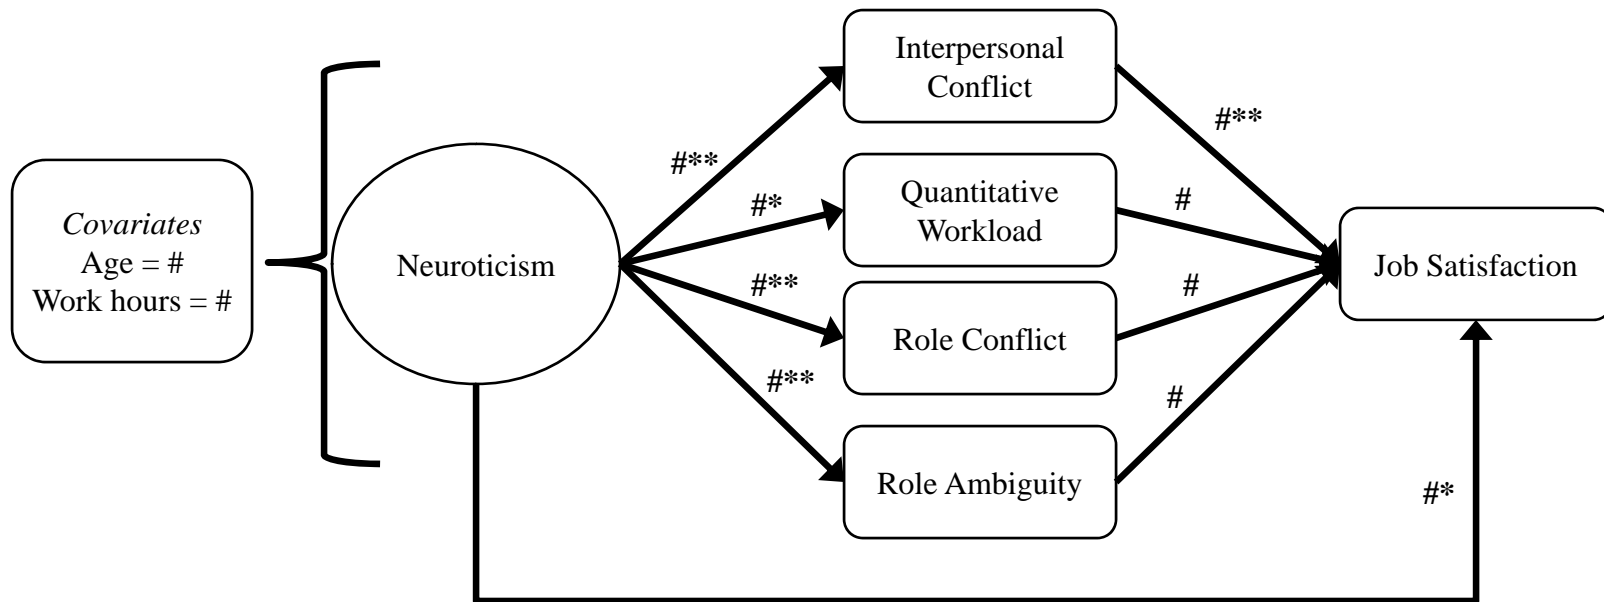 Covariates
Age = #
Work hours = #
Neuroticism
#**
#*
#**
#**
Interpersonal
Conflict
Quantitative
Workload
Role Conflict
Role Ambiguity
#**
#
#
#
Job Satisfaction
#*